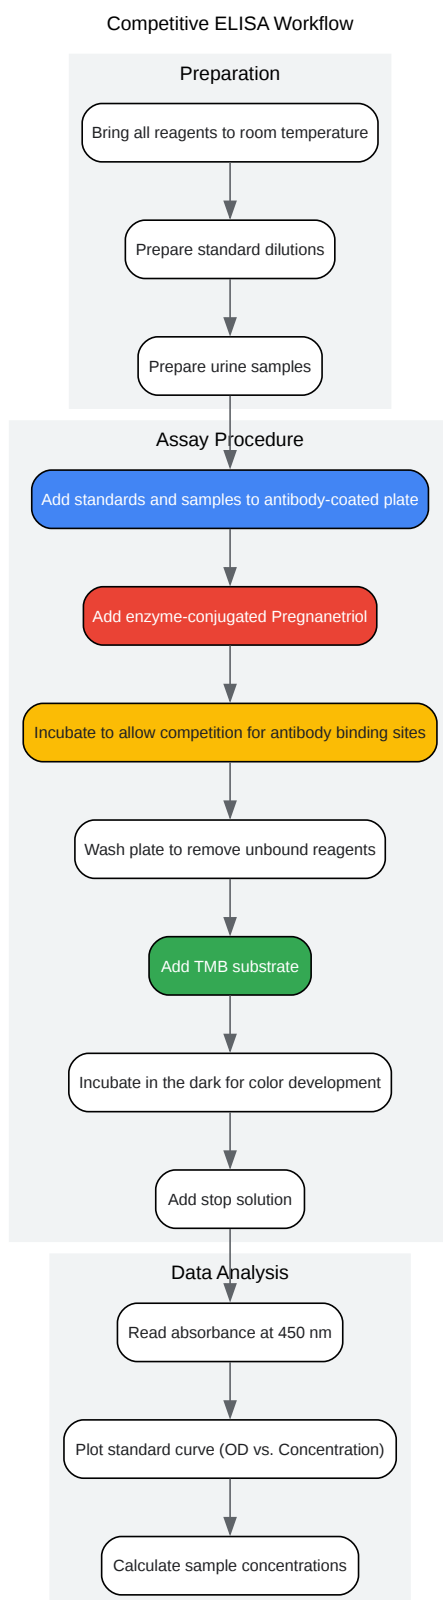 Competitive ELISA Workflow
Preparation
Bring all reagents to room temperature
Prepare standard dilutions
Prepare urine samples
Assay Procedure
Add standards and samples to antibody-coated plate
Add enzyme-conjugated Pregnanetriol
Incubate to allow competition for antibody binding sites
Wash plate to remove unbound reagents
Add TMB substrate
Incubate in the dark for color development
Add stop solution
Data Analysis
Read absorbance at 450 nm
Plot standard curve (OD vs. Concentration)
Calculate sample concentrations